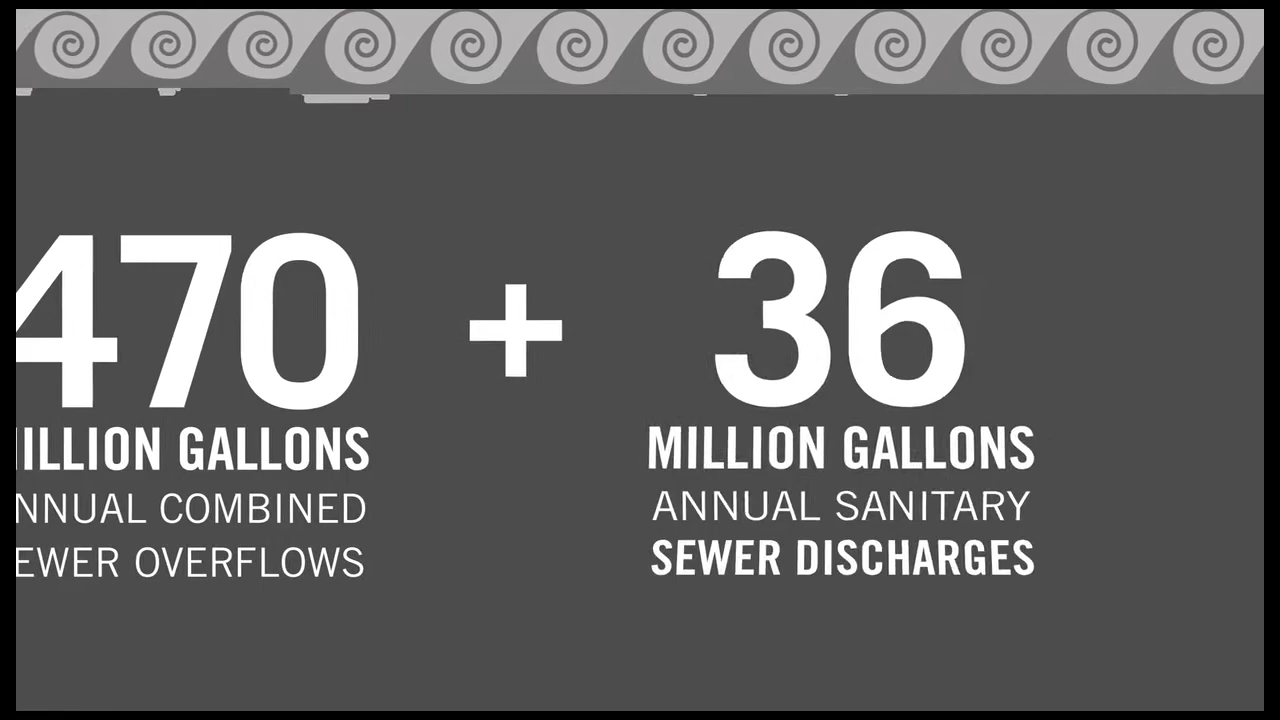 470 + 36
ILLION GALLONS MILLION GALLONS
NNUAL COMBINED ANNUAL SANITARY
EWER OVERFLOWS SEWER DISCHARGES